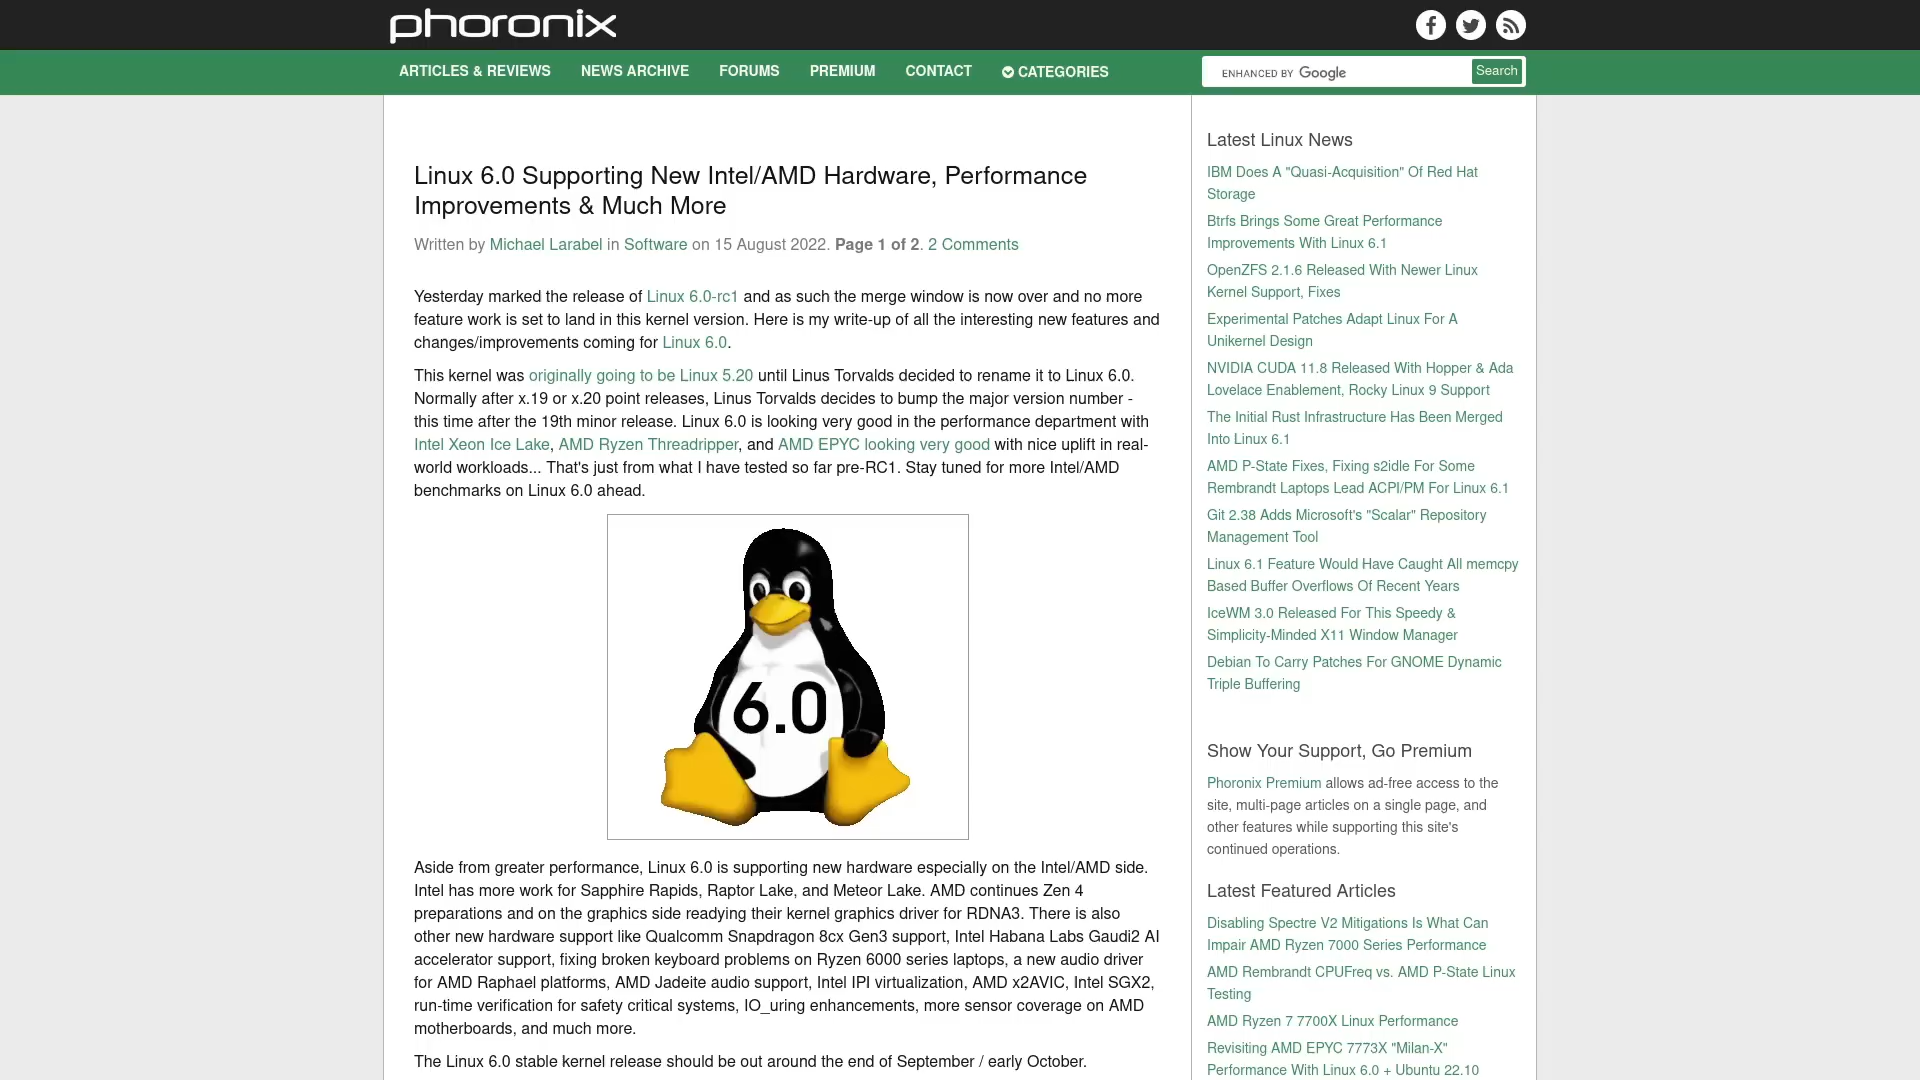 phoronix
ARTICLES & REVIEWS NEWS ARCHIVE FORUMS PREMIUM CONTACT CATEGORIES
ENHANCED BY Google Search
Linux 6.0 Supporting New Intel/AMD Hardware, Performance
Improvements & Much More
Written by Michael Larabel in Software on 15 August 2022. Page 1 of 2. 2 Comments
Yesterday marked the release of Linux 6.0-rc1 and as such the merge window is now over and no more
feature work is set to land in this kernel version. Here is my write-up of all the interesting new features and
changes/improvements coming for Linux 6.0.
This kernel was originally going to be Linux 5.20 until Linus Torvalds decided to rename it to Linux 6.0.
Normally after x.19 or x.20 point releases, Linus Torvalds decides to bump the major version number -
this time after the 19th minor release. Linux 6.0 is looking very good in the performance department with
Intel Xeon Ice Lake, AMD Ryzen Threadripper, and AMD EPYC looking very good with nice uplift in real-
world workloads... That's just from what I have tested so far pre-RC1. Stay tuned for more Intel/AMD
benchmarks on Linux 6.0 ahead.
6.0
Aside from greater performance, Linux 6.0 is supporting new hardware especially on the Intel/AMD side.
Intel has more work for Sapphire Rapids, Raptor Lake, and Meteor Lake. AMD continues Zen 4
preparations and on the graphics side readying their kernel graphics driver for RDNA3. There is also
other new hardware support like Qualcomm Snapdragon 8cx Gen3 support, Intel Habana Labs Gaudi2 AI
accelerator support, fixing broken keyboard problems on Ryzen 6000 series laptops, a new audio driver
for AMD Raphael platforms, AMD Jadeite audio support, Intel IPI virtualization, AMD x2AVIC, Intel SGX2,
run-time verification for safety critical systems, IO_uring enhancements, more sensor coverage on AMD
motherboards, and much more.
The Linux 6.0 stable kernel release should be out around the end of September / early October.
Latest Linux News
IBM Does A "Quasi-Acquisition" Of Red Hat
Storage
Btrfs Brings Some Great Performance
Improvements With Linux 6.1
OpenZFS 2.1.6 Released With Newer Linux
Kernel Support, Fixes
Experimental Patches Adapt Linux For A
Unikernel Design
NVIDIA CUDA 11.8 Released With Hopper & Ada
Lovelace Enablement, Rocky Linux 9 Support
The Initial Rust Infrastructure Has Been Merged
Into Linux 6.1
AMD P-State Fixes, Fixing s2idle For Some
Rembrandt Laptops Lead ACPI/PM For Linux 6.1
Git 2.38 Adds Microsoft's "Scalar" Repository
Management Tool
Linux 6.1 Feature Would Have Caught All memcpy
Based Buffer Overflows Of Recent Years
IceWM 3.0 Released For This Speedy &
Simplicity-Minded X11 Window Manager
Debian To Carry Patches For GNOME Dynamic
Triple Buffering
Show Your Support, Go Premium
Phoronix Premium allows ad-free access to the
site, multi-page articles on a single page, and
other features while supporting this site's
continued operations.
Latest Featured Articles
Disabling Spectre V2 Mitigations Is What Can
Impair AMD Ryzen 7000 Series Performance
AMD Rembrandt CPUFreq vs. AMD P-State Linux
Testing
AMD Ryzen 7 7700X Linux Performance
Revisiting AMD EPYC 7773X "Milan-X"
Performance With Linux 6.0 + Ubuntu 22.10